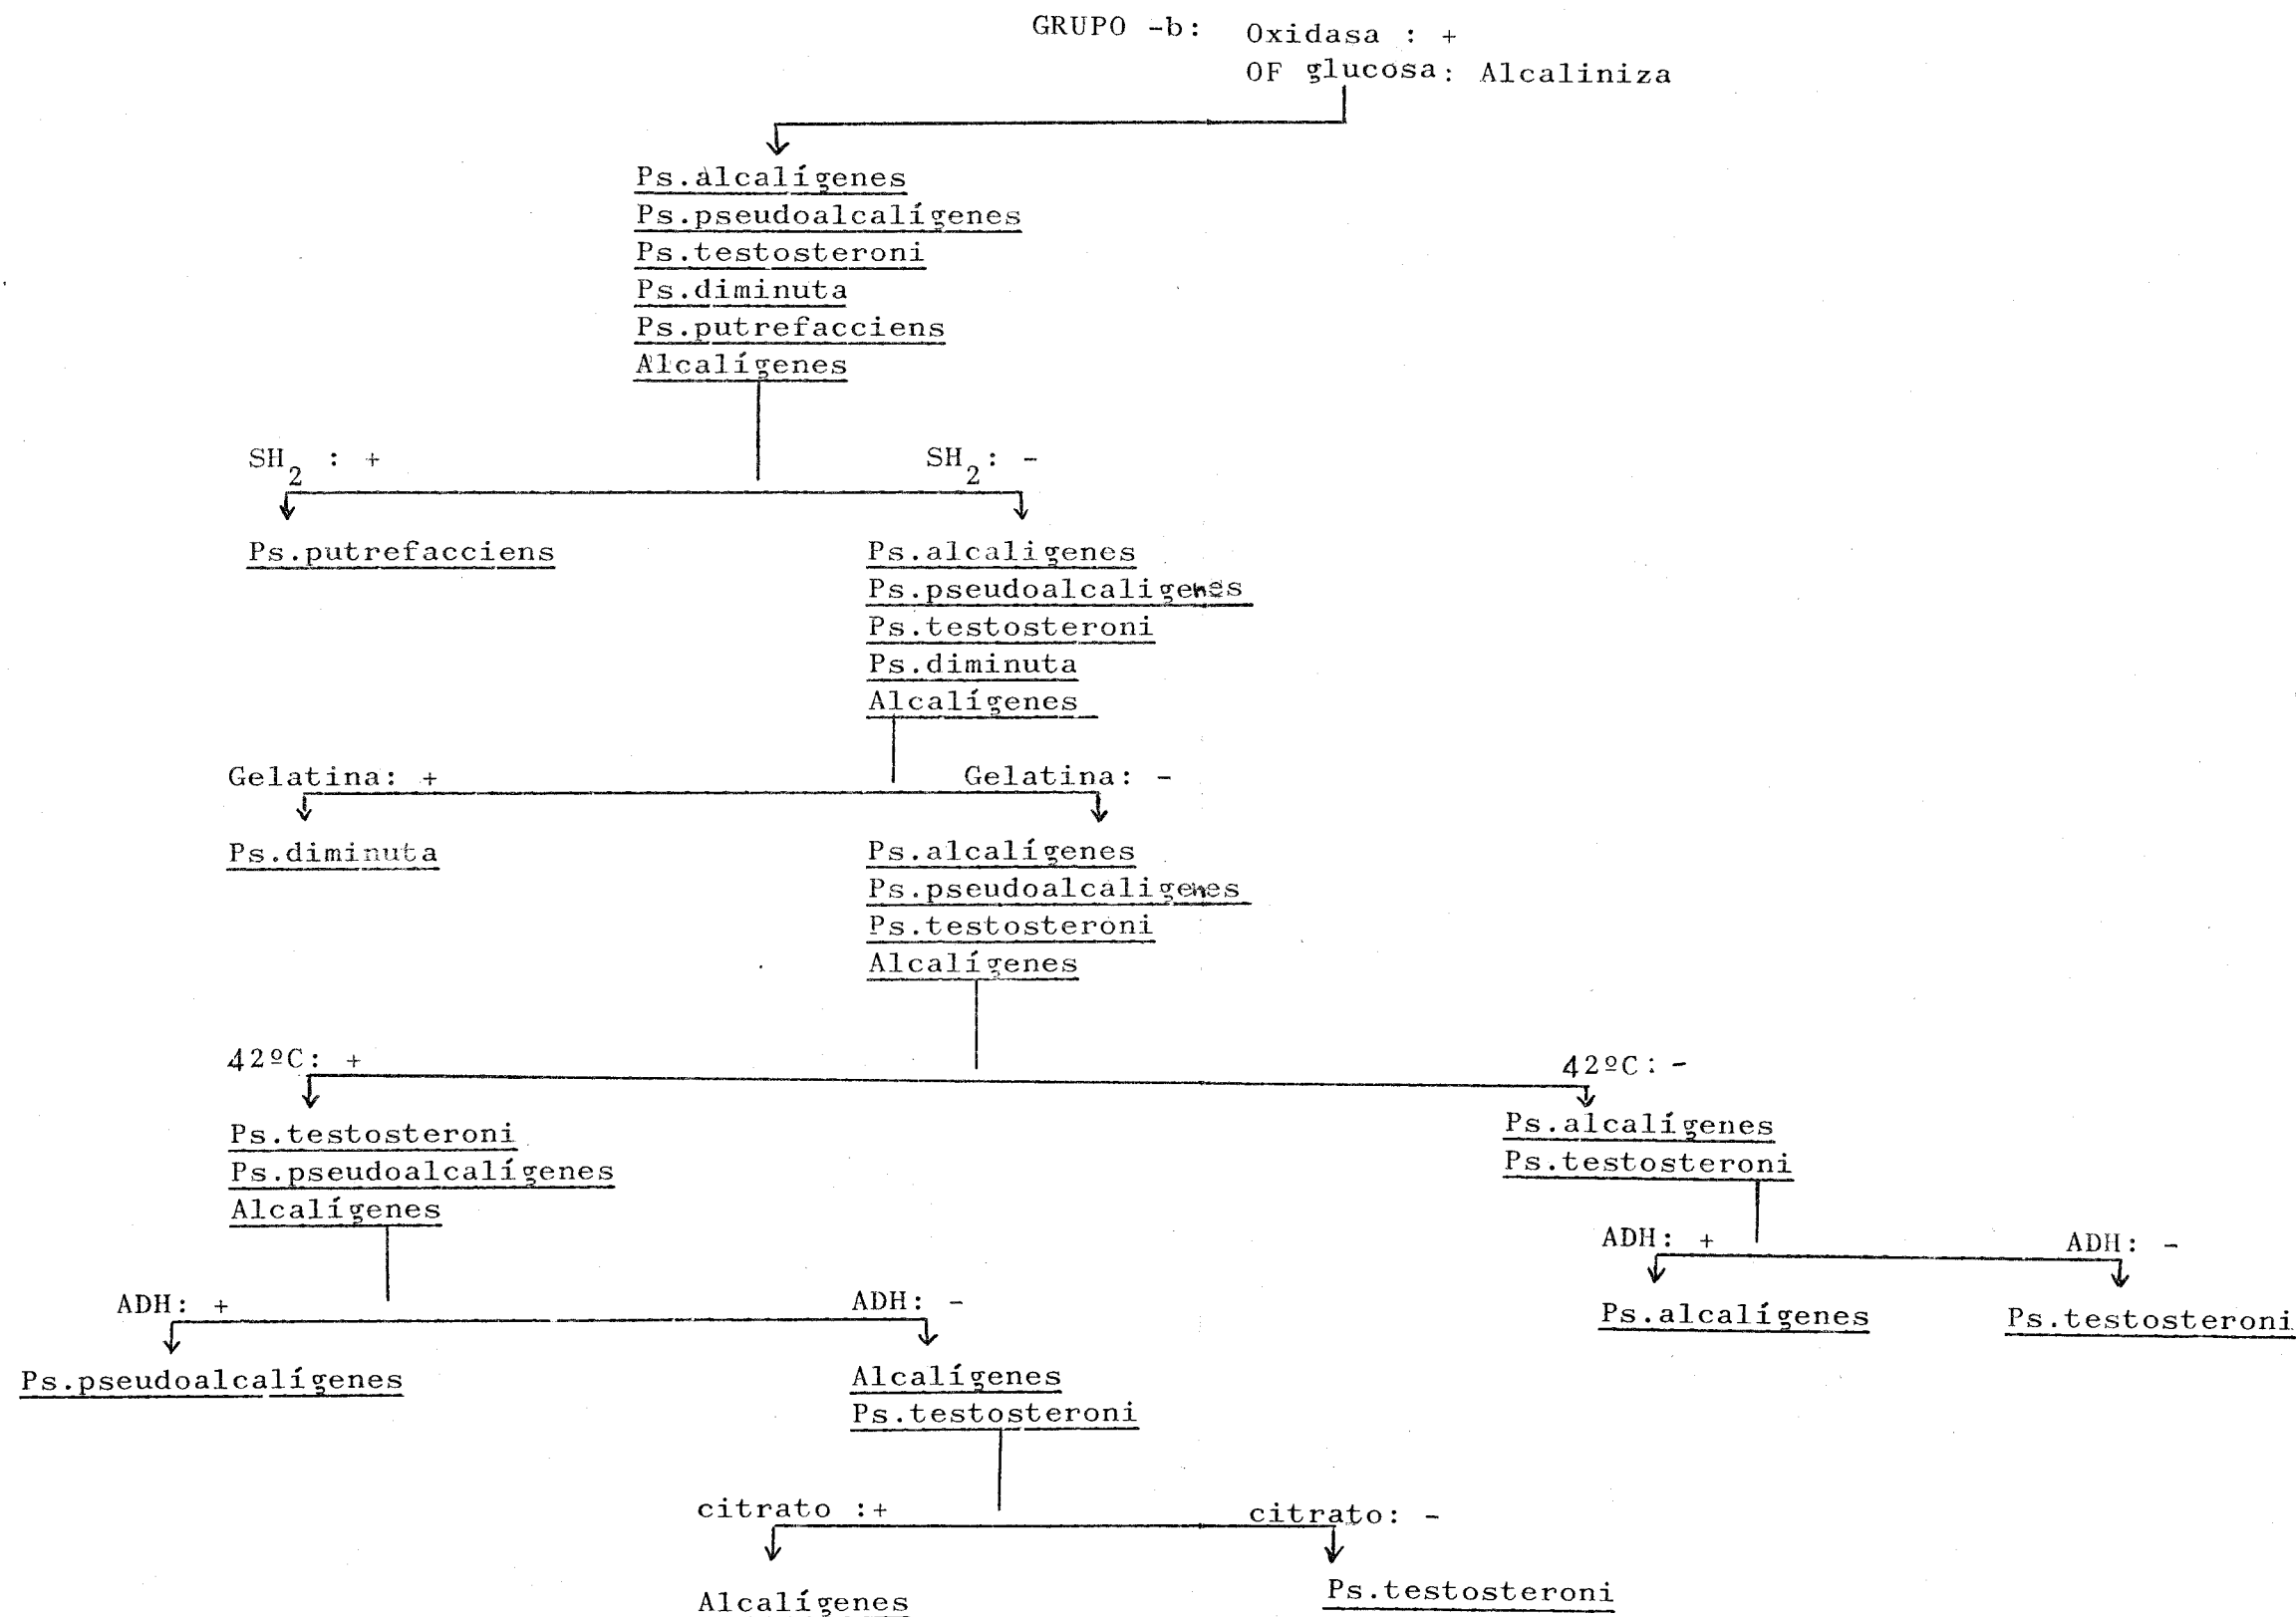 GRUPO -b: Oxidasa : +
OF glucosa: Alcaliniza
Ps.alcalígenes
Ps.pseudoalcalígenes
Ps.testosteroni
Ps.diminuta
Ps.putrefacciens
Alcalígenes
SH2 : + SH2: -
Ps.putrefacciens
Ps.alcaligenes
Ps.pseudoalcaligenes
Ps.testosteroni
Ps.diminuta
Alcalígenes
Gelatina: + Gelatina: -
Ps.diminuta
Ps.alcalígenes
Ps.pseudoalcaligenes
Ps.testosteroni
Alcalígenes
42ºC: + 42ºC: -
Ps.testosteroni
Ps.pseudoalcalígenes
Alcalígenes
Ps.alcalígenes
Ps.testosteroni
ADH: + ADH: -
Ps.alcalígenes Ps.testosteroni
ADH: + ADH: -
Ps.pseudoalcalígenes
Alcalígenes
Ps.testosteroni
citrato :+ citrato: -
Alcalígenes Ps.testosteroni